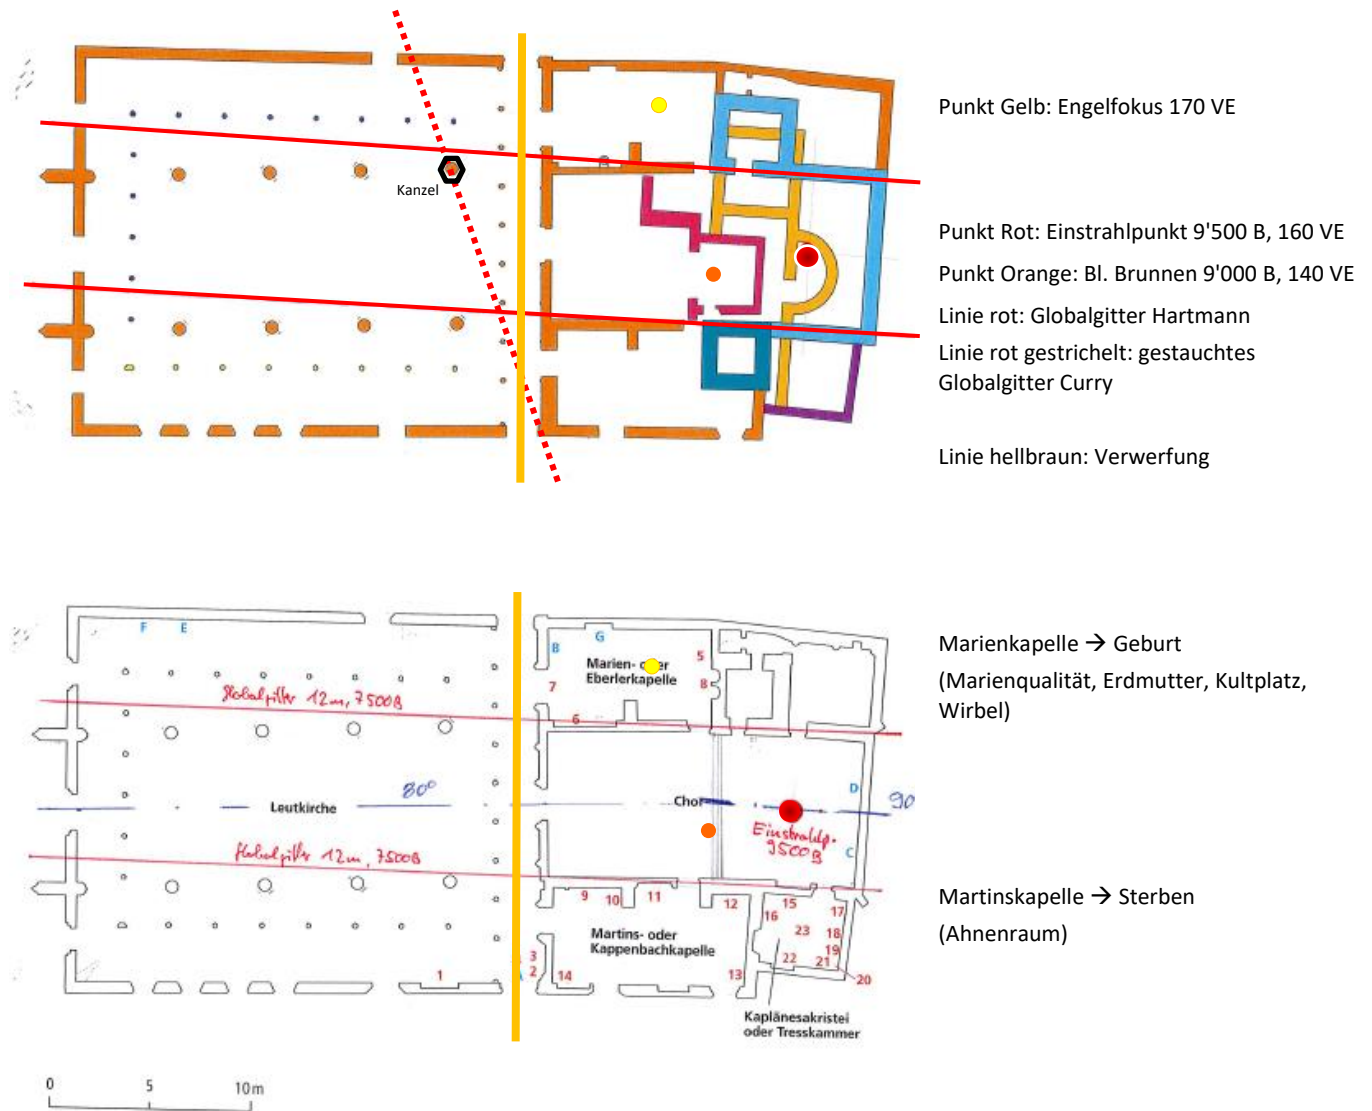 Kanzel
Punkt Gelb: Engelfokus 170 VE
Punkt Rot: Einstrahlpunkt 9'500 B, 160 VE
Punkt Orange: Bl. Brunnen 9'000 B, 140 VE
Linie rot: Globalgitter Hartmann
Linie rot gestrichelt: gestauchtes
Globalgitter Curry
Linie hellbraun: Verwerfung
F E
B G
Marien- oder
Eberlerkapelle
5
7
8
6
Globalgitter 12m, 7500B
Marienkapelle → Geburt
(Marienqualität, Erdmutter, Kultplatz,
Wirbel)
Leutkirche
80°
Chor
D
90
Einstrahlp.
9500B
C
Globalgitter 12m, 7500B
9 10 11 12 15
16 17
23 18
19
22 21 20
Martins- oder
Kappenbachkapelle
3
2
1 14 13
Martinskapelle → Sterben
(Ahnenraum)
Kaplänesakristei
oder Tresskammer
0 5 10m